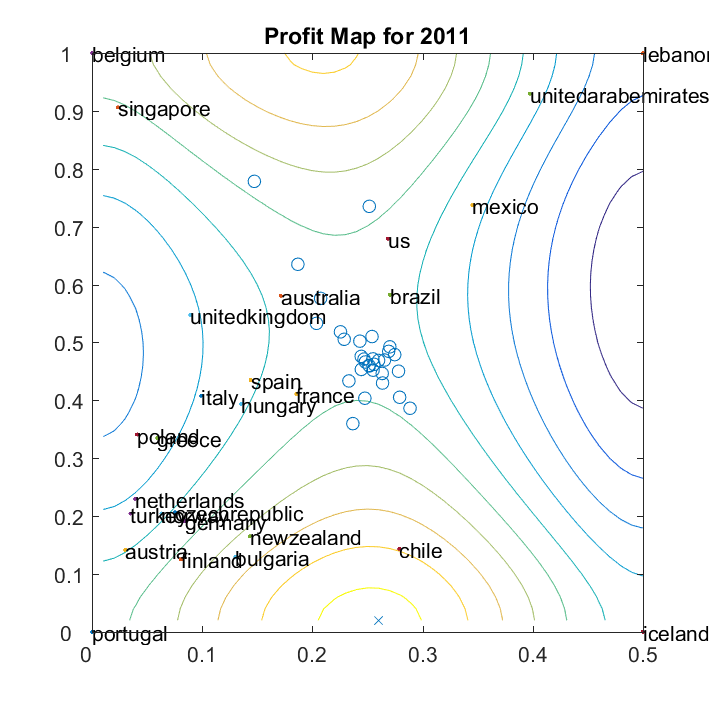 Profit Map for 2011
1
belgium
lebanon
unitedarabemirates
0.9
singapore
0.8
mexico
0.7
us
0.6
australia
brazil
unitedkingdom
0.5
spain
0.4
italy
hungary
france
poland
greece
0.3
netherlands
0.2
turkey
norway
czechrepublic
germany
newzealand
austria
finland
bulgaria
chile
0.1
0
portugal
iceland
0
0.1
0.2
0.3
0.4
0.5